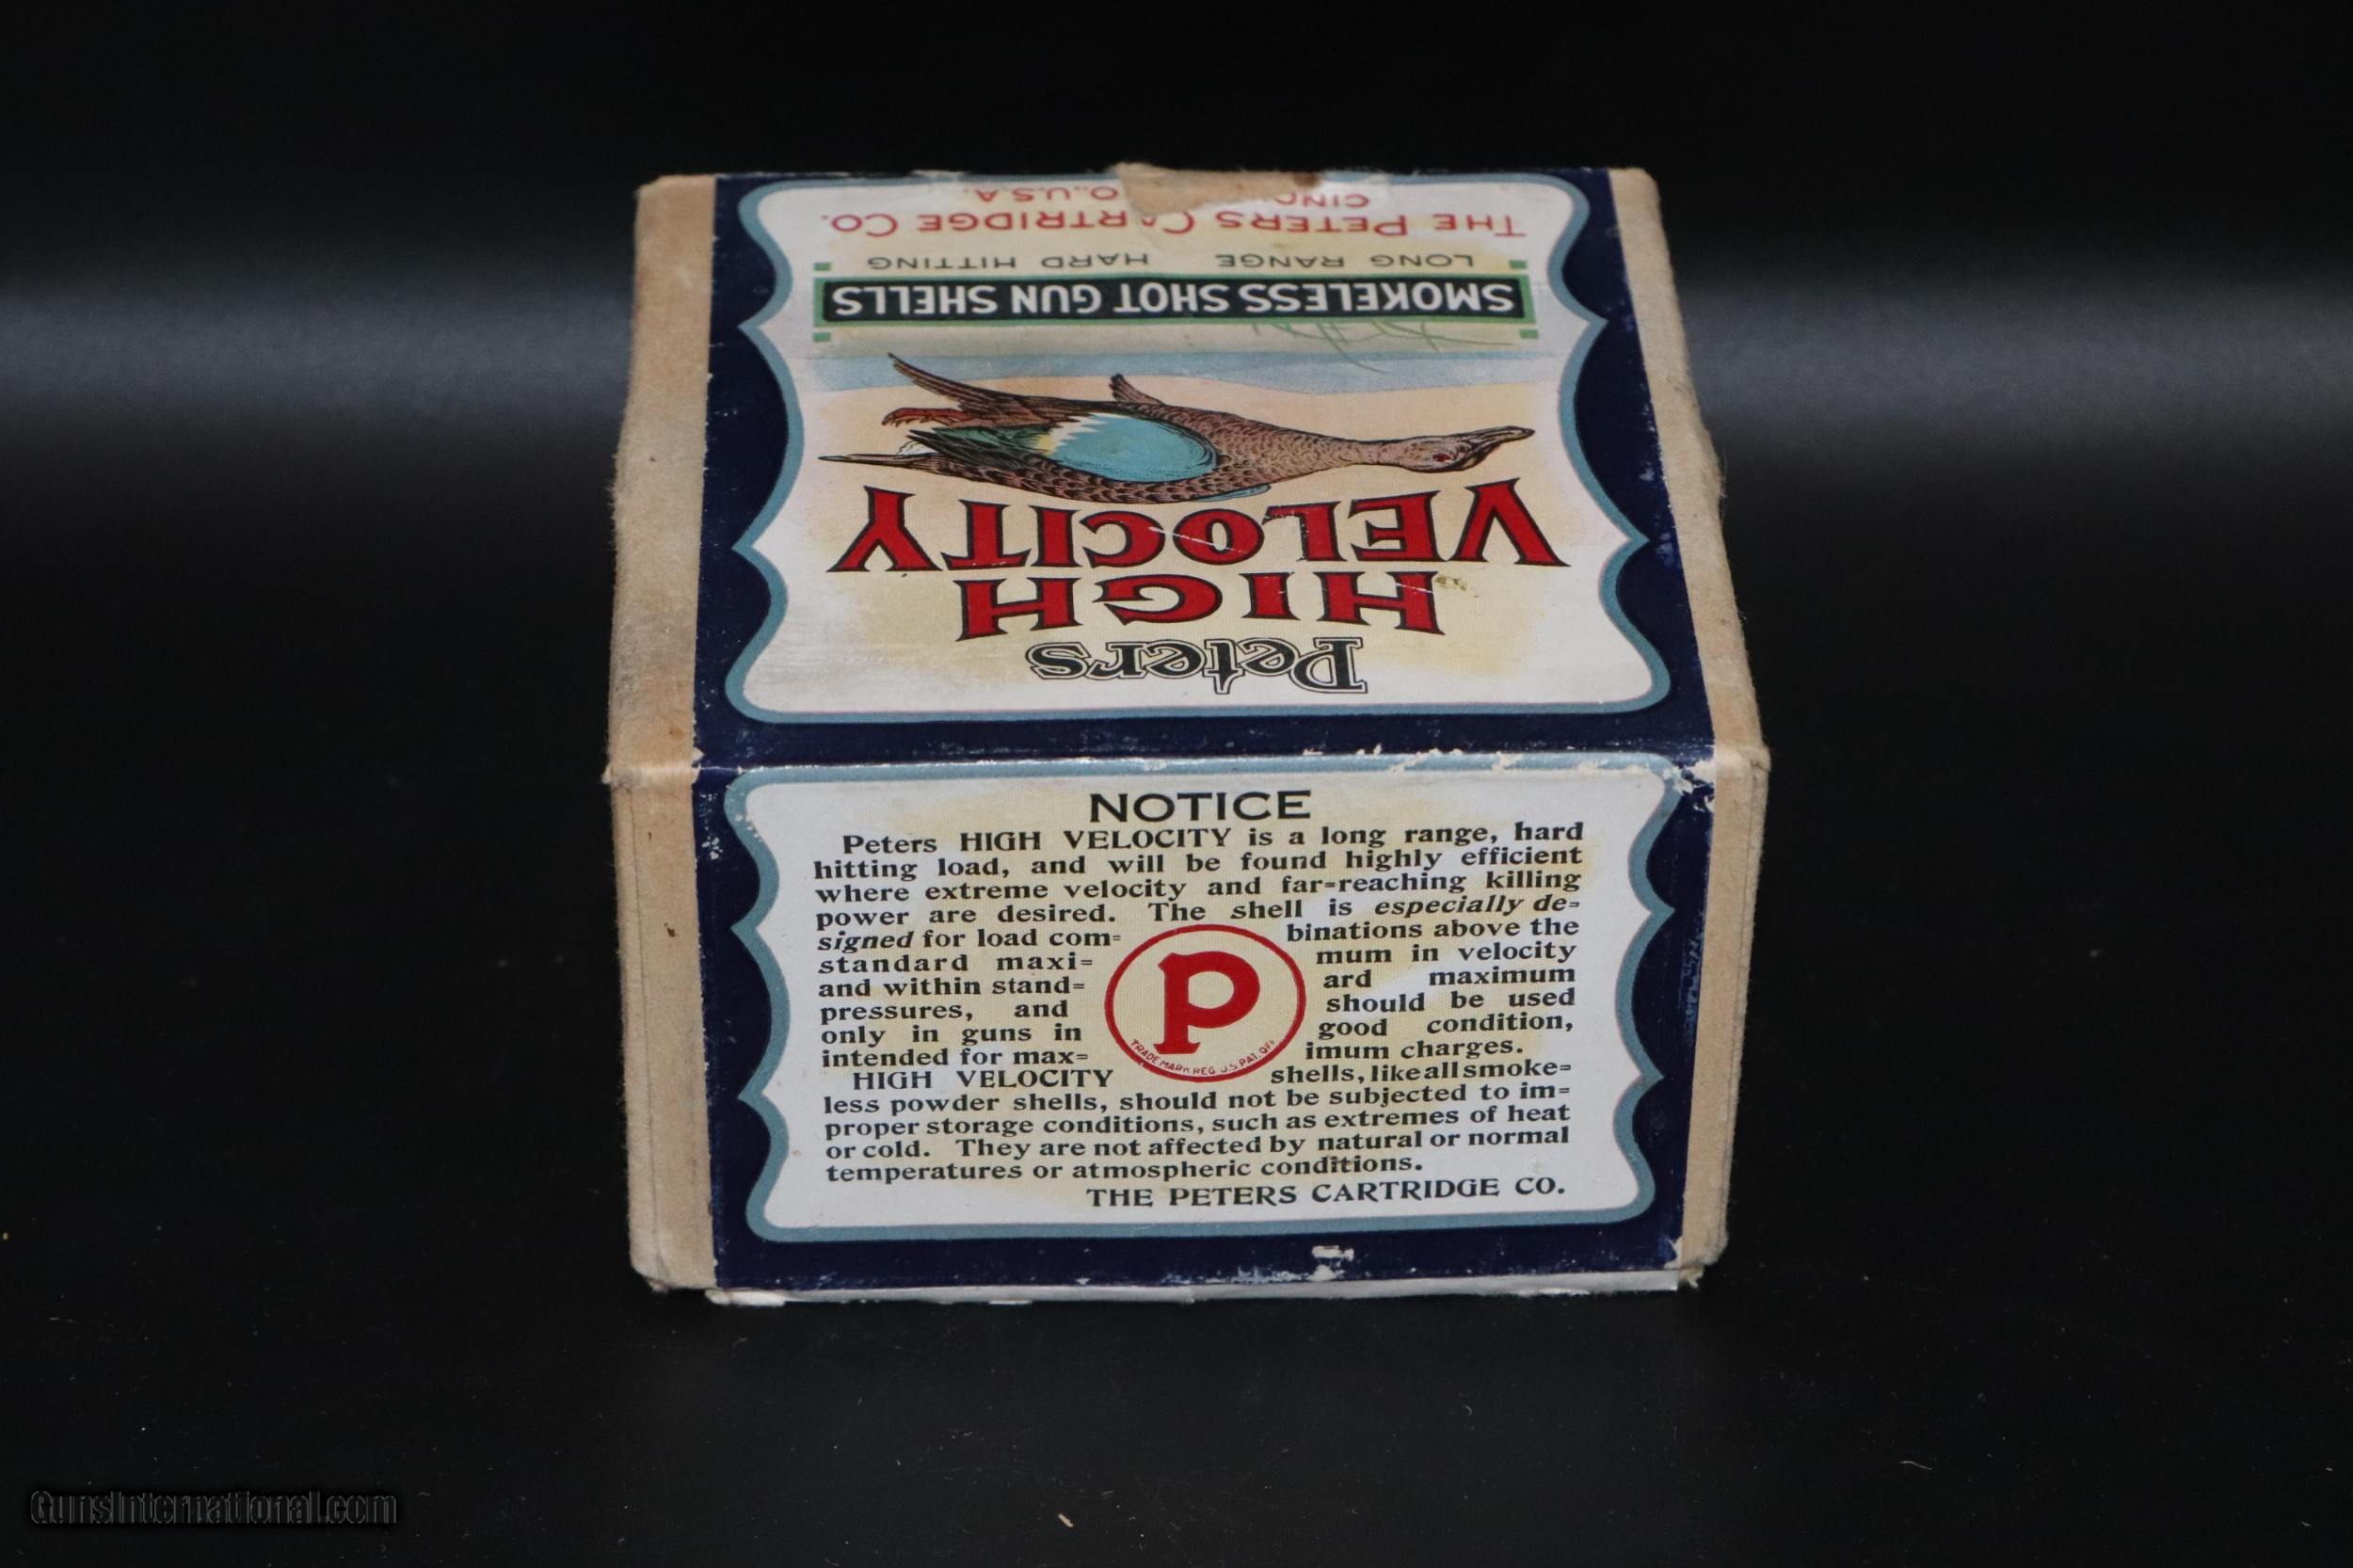 Peters
HIGH
VELOCITY
SMOKELESS SHOT GUN SHELLS
LONG RANGE HARD HITTING
THE PETERS CARTRIDGE CO.
CINC O., U.S.A.
NOTICE
Peters HIGH VELOCITY is a long range, hard
hitting load, and will be found highly efficient
where extreme velocity and far-reaching killing
power are desired. The shell is especially de-
signed for load com- binations above the
standard maxi- mum in velocity
and within stand- ard maximum
pressures, and should be used
only in guns in good condition,
intended for max- imum charges.
HIGH VELOCITY shells, like all smoke-
less powder shells, should not be subjected to im-
proper storage conditions, such as extremes of heat
or cold. They are not affected by natural or normal
temperatures or atmospheric conditions.
THE PETERS CARTRIDGE CO.
P
TRADE MARK REG. U.S. PAT. OFF.
GunsInternational.com